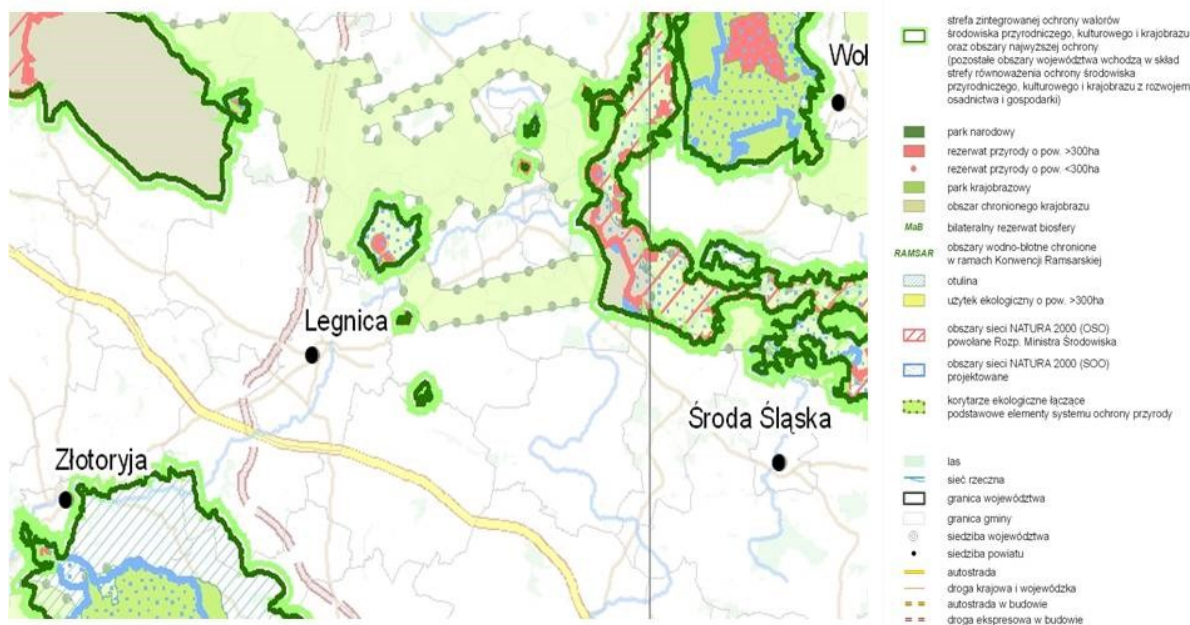 Woł
Legnica
Środa Śląska
Złotoryja
strefa zintegrowanej ochrony walorów
środowiska przyrodniczego, kulturowego i krajobrazu
oraz obszary najwyższej ochrony
(pozostałe obszary województwa wchodzą w skład
strefy równoważenia ochrony środowiska
przyrodniczego, kulturowego i krajobrazu z rozwojem
osadnictwa i gospodarki)
park narodowy
rezerwat przyrody o pow. >300ha
rezerwat przyrody o pow. <300ha
park krajobrazowy
obszar chronionego krajobrazu
MaB bilateralny rezerwat biosfery
RAMSAR obszary wodno-błotne chronione
w ramach Konwencji Ramsarskiej
otulina
użytek ekologiczny o pow. >300ha
obszary sieci NATURA 2000 (OSO)
powołane Rozp. Ministra Środowiska
obszary sieci NATURA 2000 (SOO)
projektowane
korytarze ekologiczne łączące
podstawowe elementy systemu ochrony przyrody
las
sieć rzeczna
granica województwa
granica gminy
siedziba województwa
siedziba powiatu
autostrada
droga krajowa i wojewódzka
autostrada w budowie
droga ekspresowa w budowie